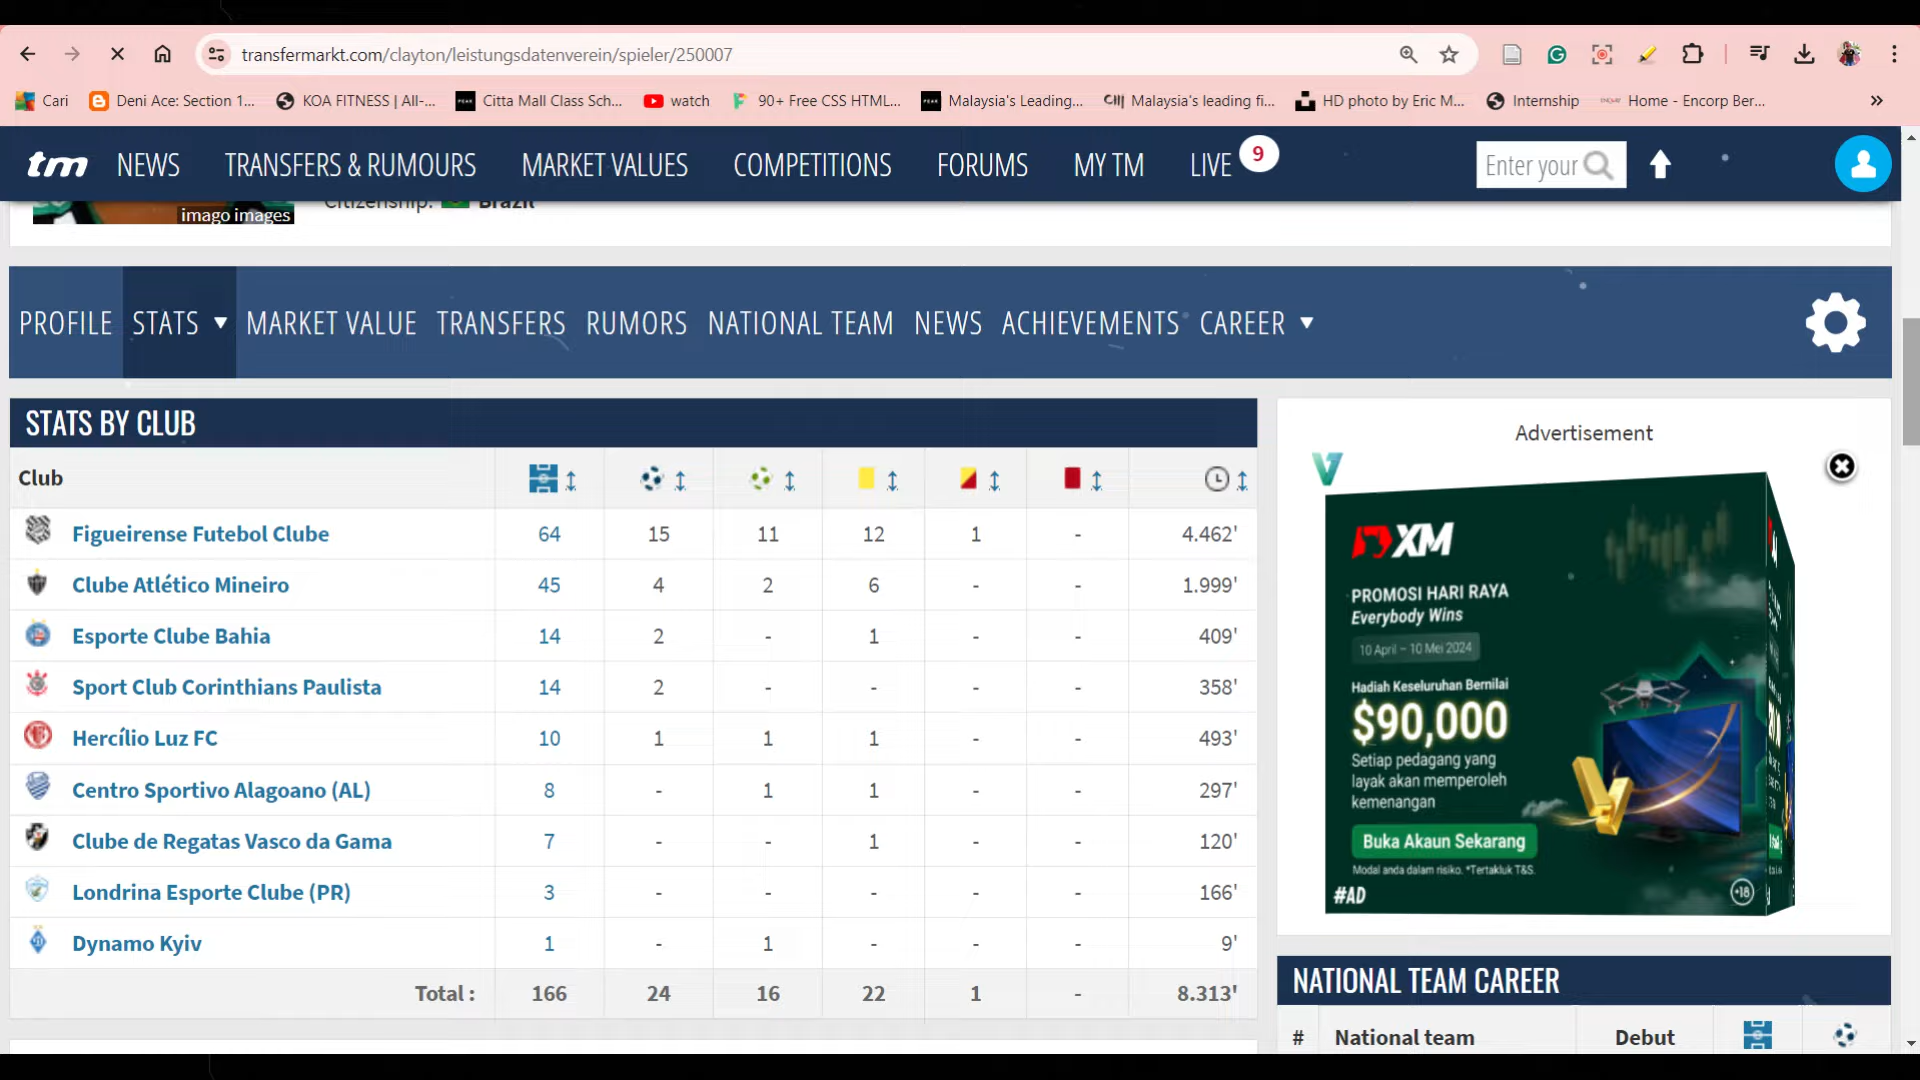 transfermarkt.com/clayton/leistungsdatenverein/spieler/250007
Cari
Deni Ace: Section 1...
KOA FITNESS | All-...
Citta Mall Class Sch...
watch
90+ Free CSS HTML...
Malaysia's Leading...
Malaysia's leading fi...
HD photo by Eric M...
Internship
Home - Encorp Ber...
»
tm NEWS TRANSFERS & RUMOURS MARKET VALUES COMPETITIONS FORUMS MY TM LIVE 9 Enter your
imago images
Citizenship: Brazil
PROFILE STATS MARKET VALUE TRANSFERS RUMORS NATIONAL TEAM NEWS ACHIEVEMENTS CAREER
STATS BY CLUB
Club
Figueirense Futebol Clube 64 15 11 12 1 - 4.462'
Clube Atlético Mineiro 45 4 2 6 - - 1.999'
Esporte Clube Bahia 14 2 - 1 - - 409'
Sport Club Corinthians Paulista 14 2 - - - - 358'
Hercílio Luz FC 10 1 1 1 - - 493'
Centro Sportivo Alagoano (AL) 8 - 1 1 - - 297'
Clube de Regatas Vasco da Gama 7 - - 1 - - 120'
Londrina Esporte Clube (PR) 3 - - - - - 166'
Dynamo Kyiv 1 - 1 - - - 9'
Total : 166 24 16 22 1 - 8.313'
Advertisement
XM
PROMOSI HARI RAYA
Everybody Wins
10 April – 10 Mei 2024
Hadiah Keseluruhan Bernilai
$90,000
Setiap pedagang yang
layak akan memperoleh
kemenangan
Buka Akaun Sekarang
Modal anda dalam risiko. *Tertakluk T&S.
#AD
+18
NATIONAL TEAM CAREER
# National team Debut